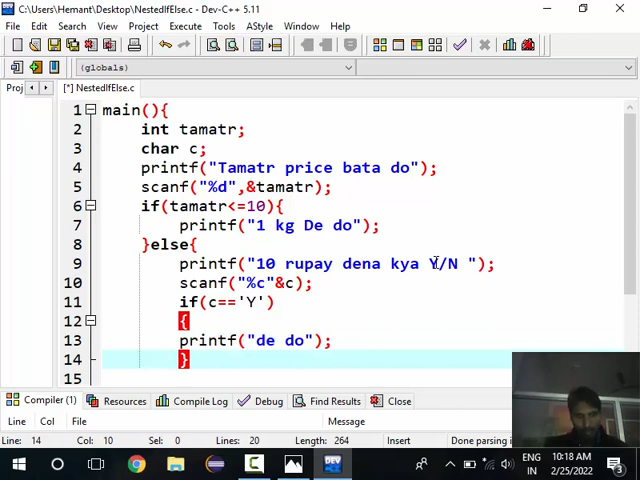 C:\Users\Hemant\Desktop\NestedIfElse.c - Dev-C++ 5.11
File Edit Search View Project Execute Tools AStyle Window Help
(globals)
Proj [*] NestedIfElse.c
1 main(){
2 int tamatr;
3 char c;
4 printf("Tamatr price bata do");
5 scanf("%d",&tamatr);
6 if(tamatr<=10){
7 printf("1 kg De do");
8 }else{
9 printf("10 rupay dena kya Y/N ");
10 scanf("%c"&c);
11 if(c=='Y')
12 {
13 printf("de do");
14 }
15
Compiler (1) Resources Compile Log Debug Find Results Close
Line Col File Message
Line: 14 Col: 10 Sel: 0 Lines: 20 Length: 264 Insert Done parsing i
DEV
ENG 10:18 AM
IN 2/25/2022
3